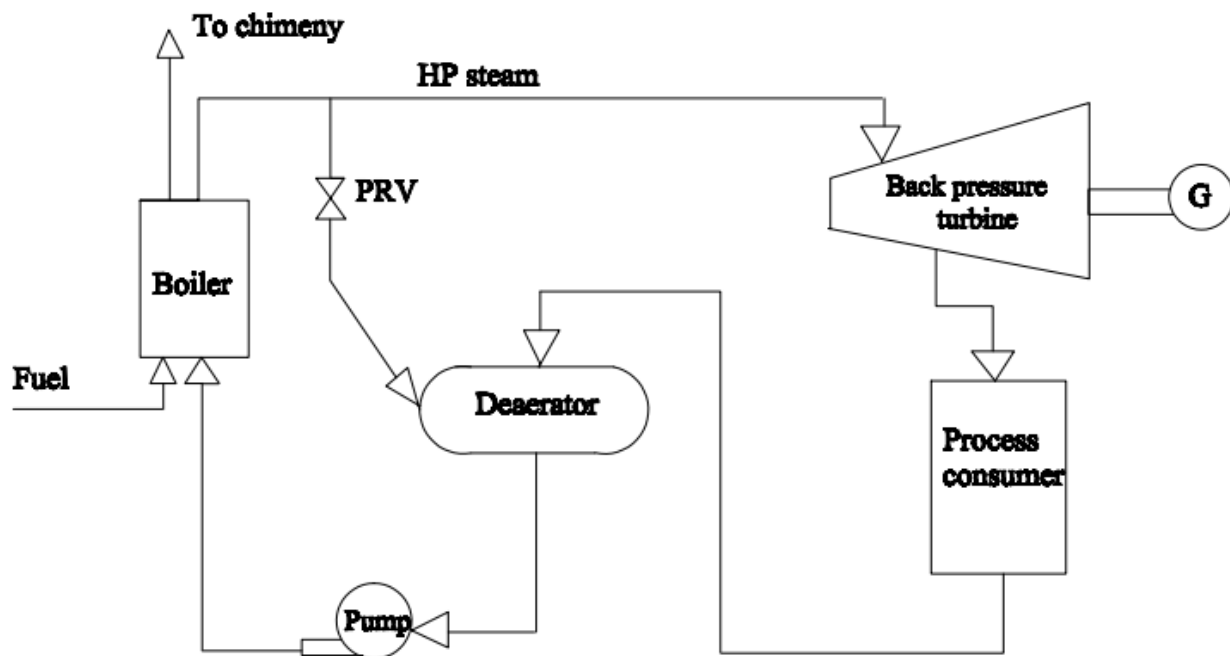 To chimeny
HP steam
PRV
Back pressure
turbine
G
Boiler
Fuel
Deaerator
Process
consumer
Pump